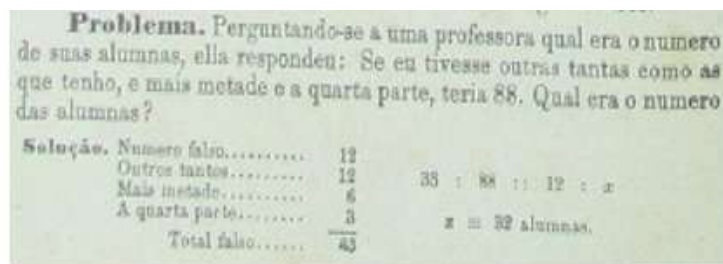 Problema. Perguntando-se a uma professora qual era o numero
de suas alumnas, ella respondeu: Se eu tivesse outras tantas como as
que tenho, e mais metade e a quarta parte, teria 88. Qual era o numero
das alumnas?
Solução. Numero falso.......... 12
Outros tantos......... 12
Mais metade.......... 6
A quarta parte........ 3
Total falso......
33 : 88 :: 12 : x
x = 32 alumnas.